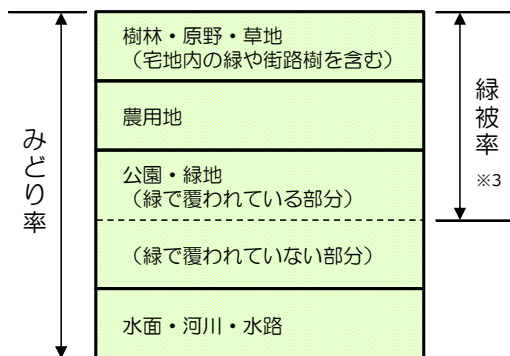 みどり率
樹林・原野・草地
（宅地内の緑や街路樹を含む）
農用地
公園・緑地
（緑で覆われている部分）
（緑で覆われていない部分）
水面・河川・水路
緑被率
※3